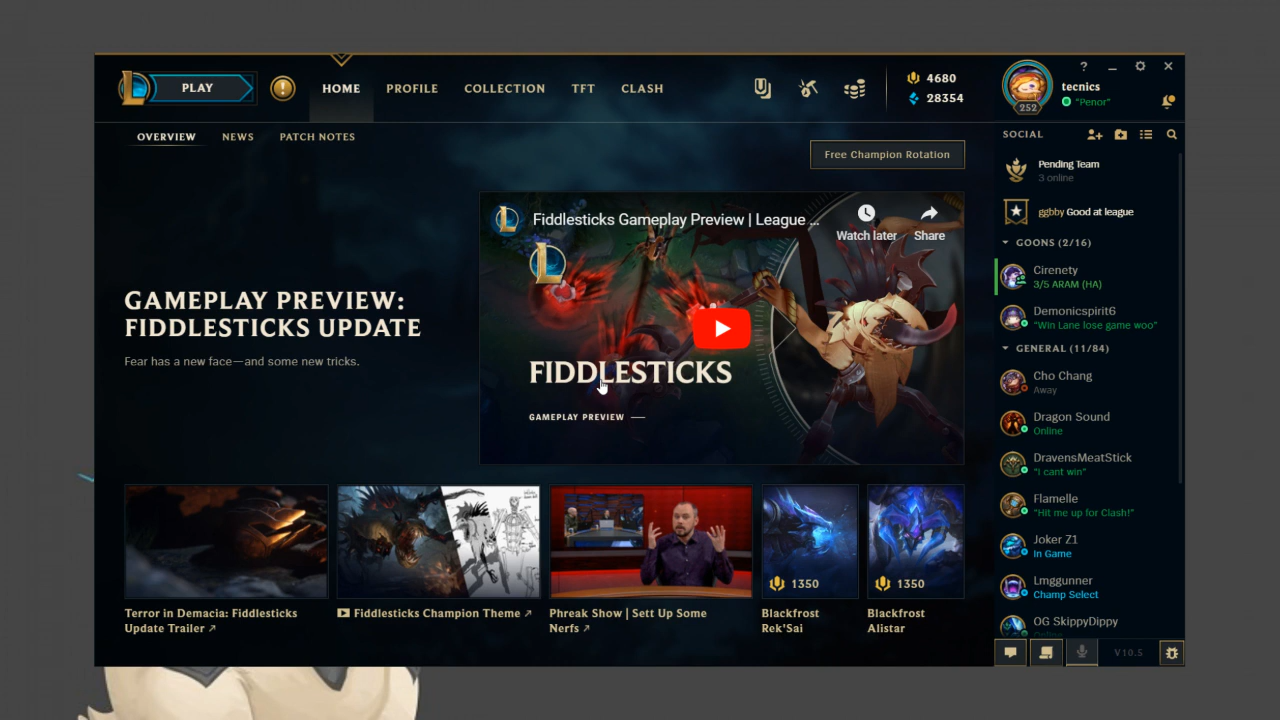 PLAY
HOME
PROFILE
COLLECTION
TFT
CLASH
4680
28354
252
tecnics
"Penor"
OVERVIEW
NEWS
PATCH NOTES
Free Champion Rotation
GAMEPLAY PREVIEW:
FIDDLESTICKS UPDATE
Fear has a new face—and some new tricks.
Fiddlesticks Gameplay Preview | League ...
Watch later
Share
FIDDLESTICKS
GAMEPLAY PREVIEW
Terror in Demacia: Fiddlesticks
Update Trailer
Fiddlesticks Champion Theme
Phreak Show | Sett Up Some
Nerfs
1350
Blackfrost
Rek'Sai
1350
Blackfrost
Alistar
SOCIAL
Pending Team
3 online
ggbby Good at league
GOONS (2/16)
Cirenety
3/5 ARAM (HA)
Demonicspirit6
"Win Lane lose game woo"
GENERAL (11/84)
Cho Chang
Away
Dragon Sound
Online
DravensMeatStick
"I cant win"
Flamelle
"Hit me up for Clash!"
Joker Z1
In Game
Lmggunner
Champ Select
OG SkippyDippy
Online
V10.5